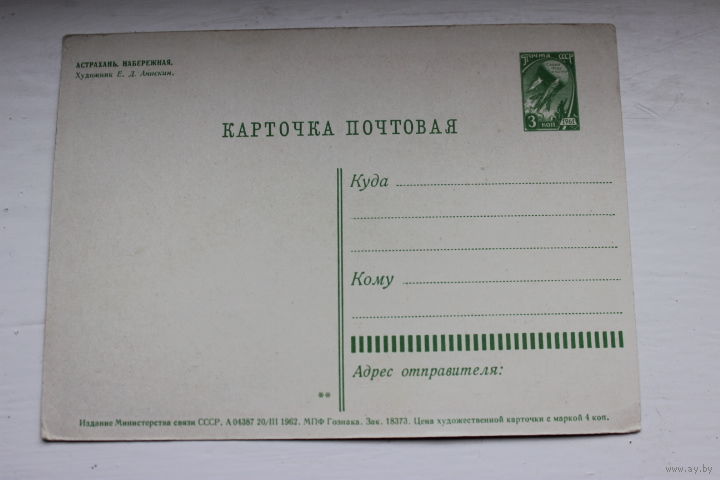 АСТРАХАНЬ. НАБЕРЕЖНАЯ.
Художник Е. Д. Анискин.
ПОЧТА СССР
3 КОП
1961
КАРТОЧКА ПОЧТОВАЯ
Куда
Кому
Адрес отправителя:
**
Издание Министерства связи СССР. А 04387 20/III 1962. МПФ Гознака. Зак. 18373. Цена художественной карточки с маркой 4 коп.
www.ay.by